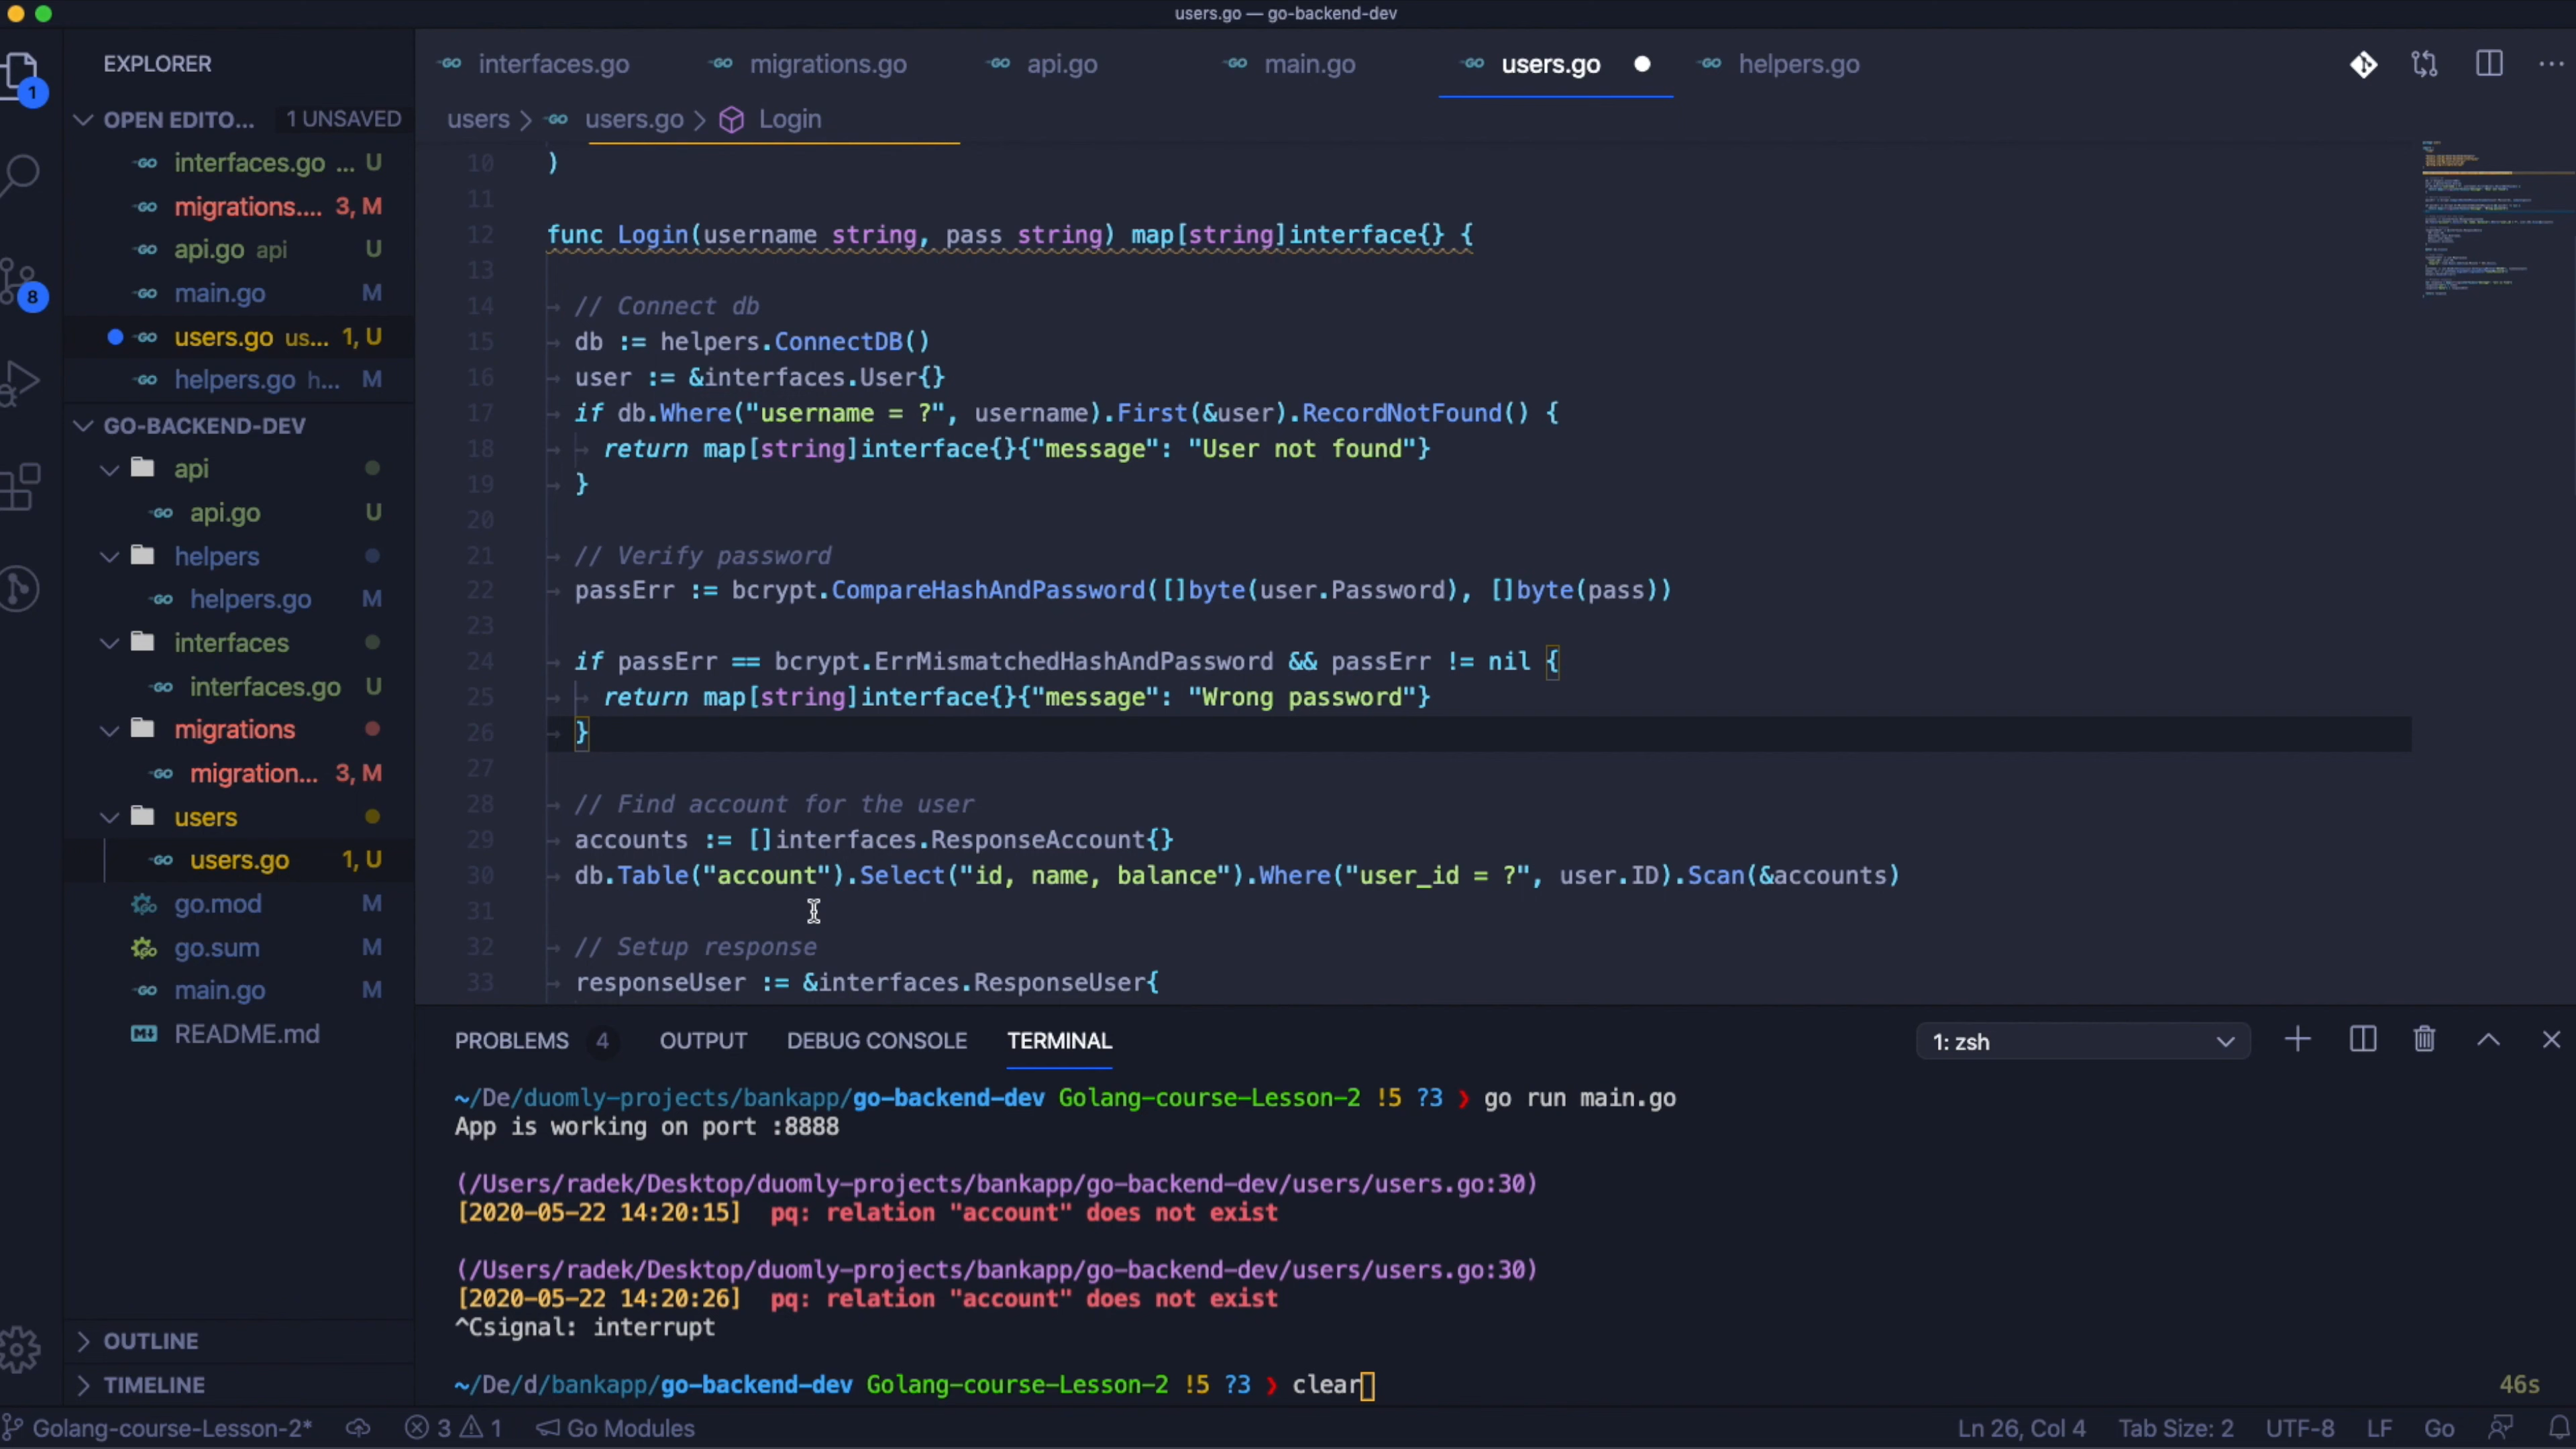 users.go — go-backend-dev
EXPLORER
interfaces.go migrations.go api.go main.go users.go helpers.go
OPEN EDITO... 1 UNSAVED
users > users.go > Login
interfaces.go ... U
migrations.... 3, M
api.go api U
main.go M
users.go us... 1, U
helpers.go h... M
GO-BACKEND-DEV
api
api.go U
helpers
helpers.go M
interfaces
interfaces.go U
migrations
migration... 3, M
users
users.go 1, U
go.mod M
go.sum M
main.go M
README.md
OUTLINE
TIMELINE
1
8
10 )
11
12 func Login(username string, pass string) map[string]interface{} {
13
14 // Connect db
15 db := helpers.ConnectDB()
16 user := &interfaces.User{}
17 if db.Where("username = ?", username).First(&user).RecordNotFound() {
18 return map[string]interface{}{"message": "User not found"}
19 }
20
21 // Verify password
22 passErr := bcrypt.CompareHashAndPassword([]byte(user.Password), []byte(pass))
23
24 if passErr == bcrypt.ErrMismatchedHashAndPassword && passErr != nil {
25 return map[string]interface{}{"message": "Wrong password"}
26 }
27
28 // Find account for the user
29 accounts := []interfaces.ResponseAccount{}
30 db.Table("account").Select("id, name, balance").Where("user_id = ?", user.ID).Scan(&accounts)
31
32 // Setup response
33 responseUser := &interfaces.ResponseUser{
PROBLEMS 4 OUTPUT DEBUG CONSOLE TERMINAL 1: zsh
~/De/duomly-projects/bankapp/go-backend-dev Golang-course-Lesson-2 !5 ?3 ❯ go run main.go
App is working on port :8888
(/Users/radek/Desktop/duomly-projects/bankapp/go-backend-dev/users/users.go:30)
[2020-05-22 14:20:15] pq: relation "account" does not exist
(/Users/radek/Desktop/duomly-projects/bankapp/go-backend-dev/users/users.go:30)
[2020-05-22 14:20:26] pq: relation "account" does not exist
^Csignal: interrupt
~/De/d/bankapp/go-backend-dev Golang-course-Lesson-2 !5 ?3 ❯ clear 46s
Golang-course-Lesson-2* 3 1 Go Modules Ln 26, Col 4 Tab Size: 2 UTF-8 LF Go